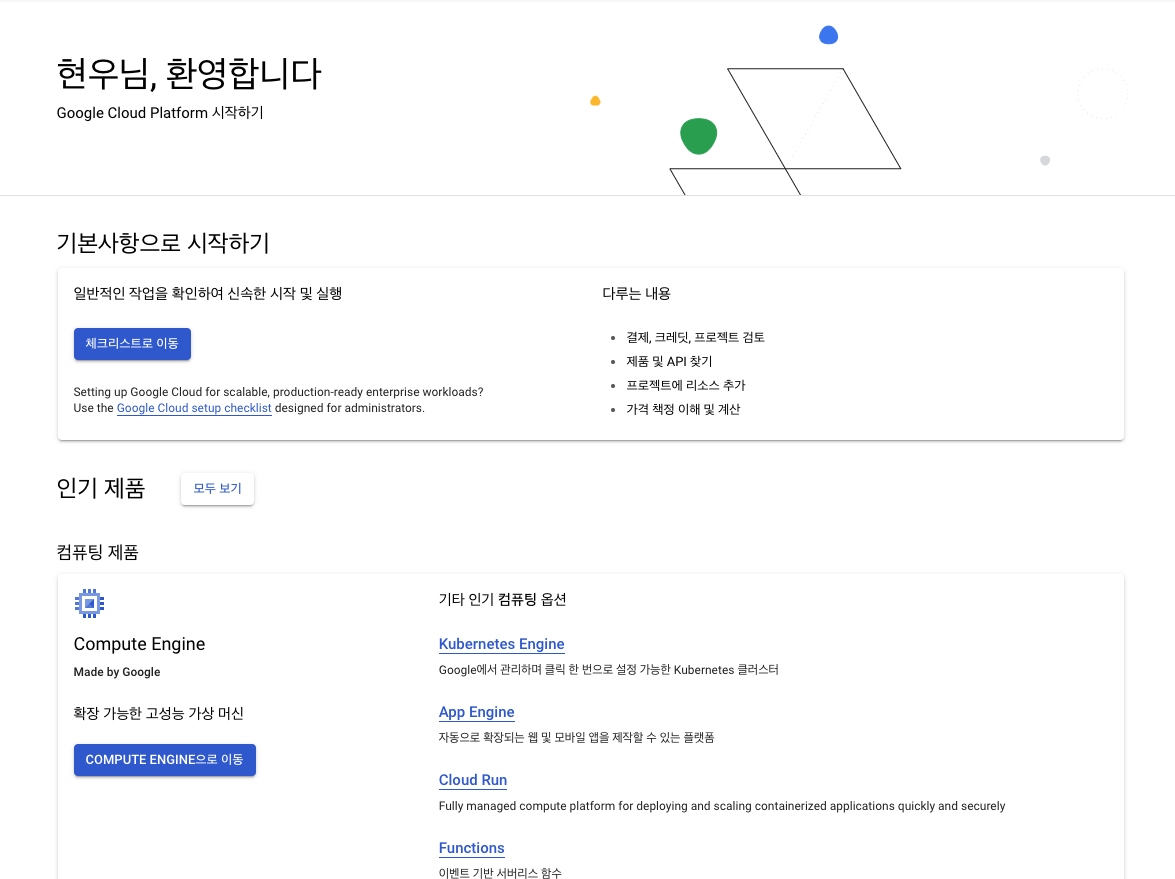 현우님, 환영합니다
Google Cloud Platform 시작하기
기본사항으로 시작하기
일반적인 작업을 확인하여 신속한 시작 및 실행
체크리스트로 이동
Setting up Google Cloud for scalable, production-ready enterprise workloads?
Use the Google Cloud setup checklist designed for administrators.
다루는 내용
결제, 크레딧, 프로젝트 검토
제품 및 API 찾기
프로젝트에 리소스 추가
가격 책정 이해 및 계산
인기 제품
모두 보기
컴퓨팅 제품
Compute Engine
Made by Google
확장 가능한 고성능 가상 머신
COMPUTE ENGINE으로 이동
기타 인기 컴퓨팅 옵션
Kubernetes Engine
Google에서 관리하며 클릭 한 번으로 설정 가능한 Kubernetes 클러스터
App Engine
자동으로 확장되는 웹 및 모바일 앱을 제작할 수 있는 플랫폼
Cloud Run
Fully managed compute platform for deploying and scaling containerized applications quickly and securely
Functions
이벤트 기반 서버리스 함수